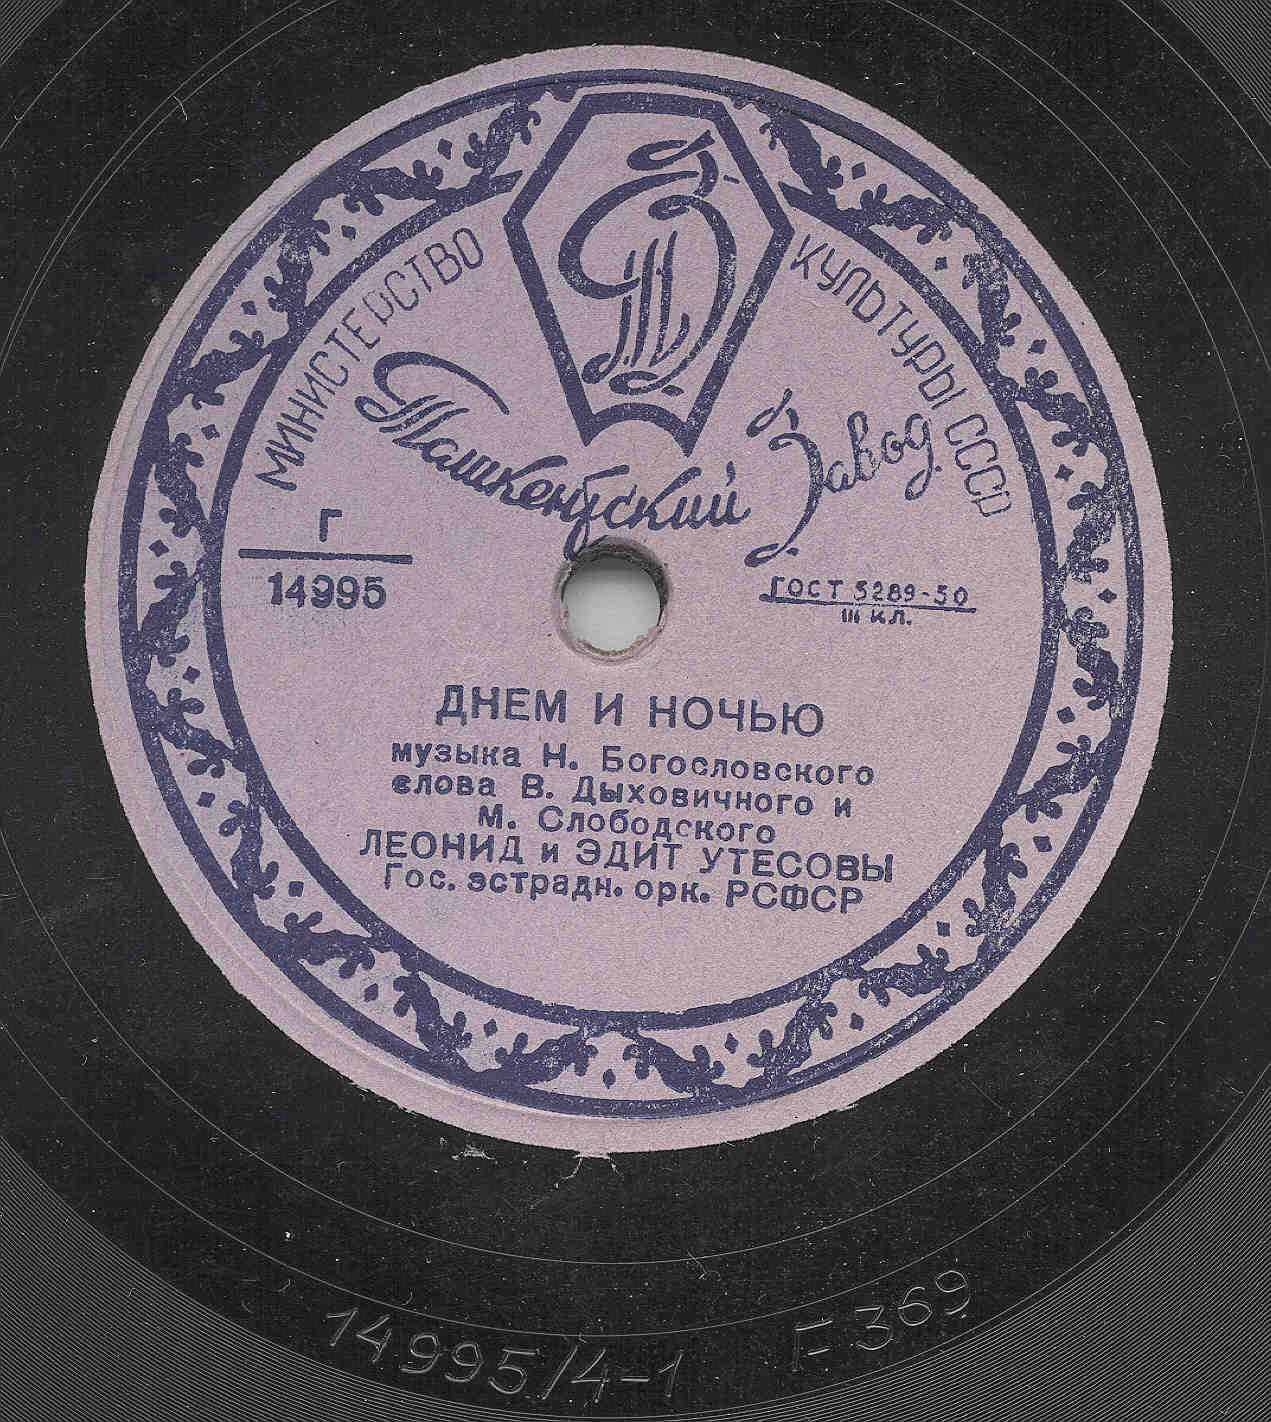 МИНИСТЕРСТВО КУЛЬТУРЫ СССР
Ташкентский Завод
Г
14995
ГОСТ 5289-50
III КЛ.
ДНЕМ И НОЧЬЮ
музыка Н. Богословского
слова В. Дыховичного и
М. Слободского
ЛЕОНИД и ЭДИТ УТЕСОВЫ
Гос. эстрадн. орк. РСФСР
14995/4-1 Г 369